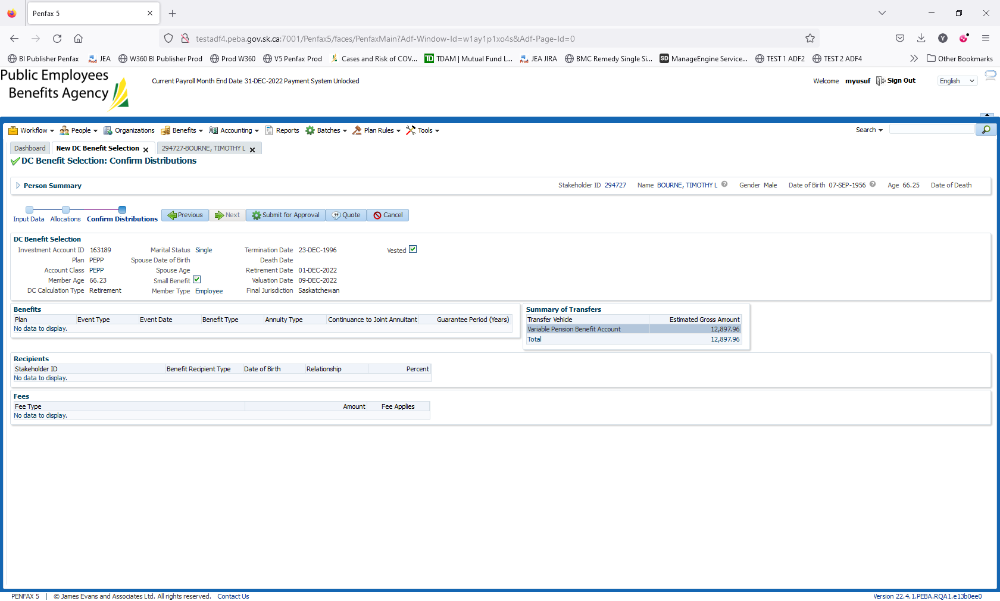 Penfax 5
testadf4.peba.gov.sk.ca:7001/Penfax5/faces/PenfaxMain?Adf-Window-Id=w1ay1p1xo4s&Adf-Page-Id=0
BI Publisher Penfax JEA W360 BI Publisher Prod Prod W360 V5 Penfax Prod Cases and Risk of COV... TDAM | Mutual Fund L... JEA JIRA BMC Remedy Single Si... ManageEngine Service... TEST 1 ADF2 TEST 2 ADF4 Other Bookmarks
Public Employees
Benefits Agency
Current Payroll Month End Date 31-DEC-2022 Payment System Unlocked
Welcome myusuf Sign Out English
Workflow People Organizations Benefits Accounting Reports Batches Plan Rules Tools Search
Dashboard New DC Benefit Selection 294727-BOURNE, TIMOTHY L
DC Benefit Selection: Confirm Distributions
Person Summary Stakeholder ID 294727 Name BOURNE, TIMOTHY L Gender Male Date of Birth 07-SEP-1956 Age 66.25 Date of Death
Input Data Allocations Confirm Distributions Previous Next Submit for Approval Quote Cancel
DC Benefit Selection
Investment Account ID 163189 Marital Status Single Termination Date 23-DEC-1996 Vested
Plan PEPP Spouse Date of Birth Death Date
Account Class PEPP Spouse Age Retirement Date 01-DEC-2022
Member Age 66.23 Small Benefit Valuation Date 09-DEC-2022
DC Calculation Type Retirement Member Type Employee Final Jurisdiction Saskatchewan
Benefits
Plan Event Type Event Date Benefit Type Annuity Type Continuance to Joint Annuitant Guarantee Period (Years)
No data to display.
Summary of Transfers
Transfer Vehicle Estimated Gross Amount
Variable Pension Benefit Account 12,897.96
Total 12,897.96
Recipients
Stakeholder ID Benefit Recipient Type Date of Birth Relationship Percent
No data to display.
Fees
Fee Type Amount Fee Applies
No data to display.
PENFAX 5 | © James Evans and Associates Ltd. All rights reserved. Contact Us Version 22.4.1.PEBA.RQA1.e13b0ee0